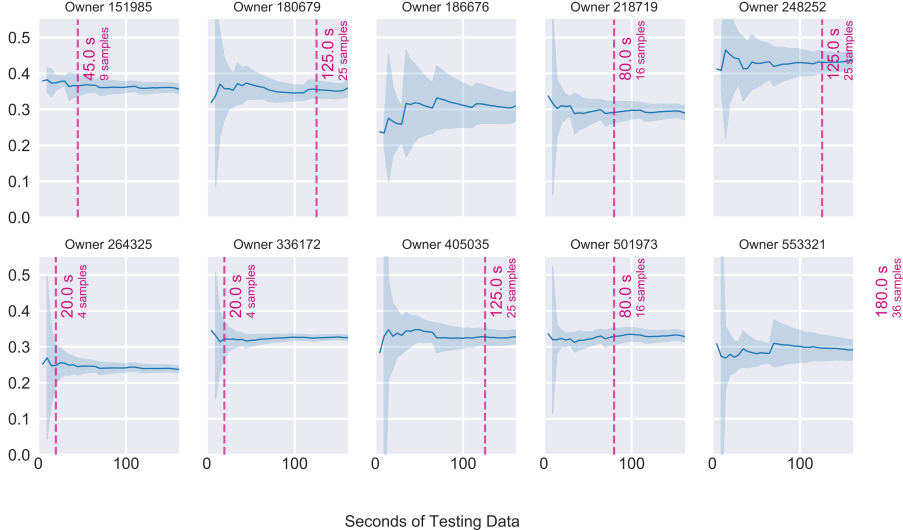 Owner 151985
Owner 180679
Owner 186676
Owner 218719
Owner 248252
0.5
0.4
0.3
0.2
0.1
0.0
45.0 s
9 samples
125.0 s
25 samples
80.0 s
16 samples
125.0 s
25 samples
Owner 264325
Owner 336172
Owner 405035
Owner 501973
Owner 553321
0.5
0.4
0.3
0.2
0.1
0.0
20.0 s
4 samples
20.0 s
4 samples
125.0 s
25 samples
80.0 s
16 samples
180.0 s
36 samples
0 100
0 100
0 100
0 100
0 100
Seconds of Testing Data